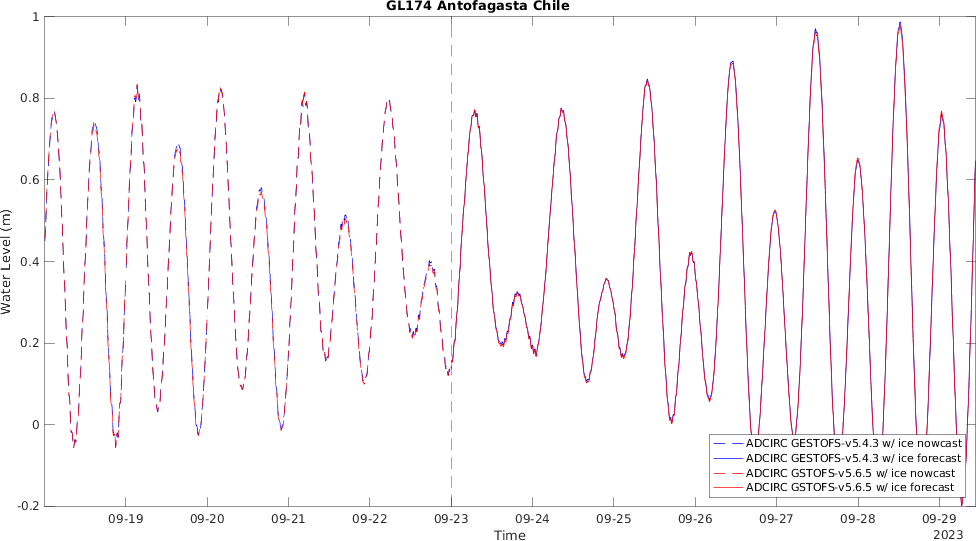 GL174 Antofagasta Chile
1
0.8
0.6
0.4
0.2
0
-0.2
Water Level (m)
ADCIRC GESTOFS-v5.4.3 w/ ice nowcast
ADCIRC GESTOFS-v5.4.3 w/ ice forecast
ADCIRC GSTOFS-v5.6.5 w/ ice nowcast
ADCIRC GSTOFS-v5.6.5 w/ ice forecast
09-19 09-20 09-21 09-22 09-23 09-24 09-25 09-26 09-27 09-28 09-29
Time
2023